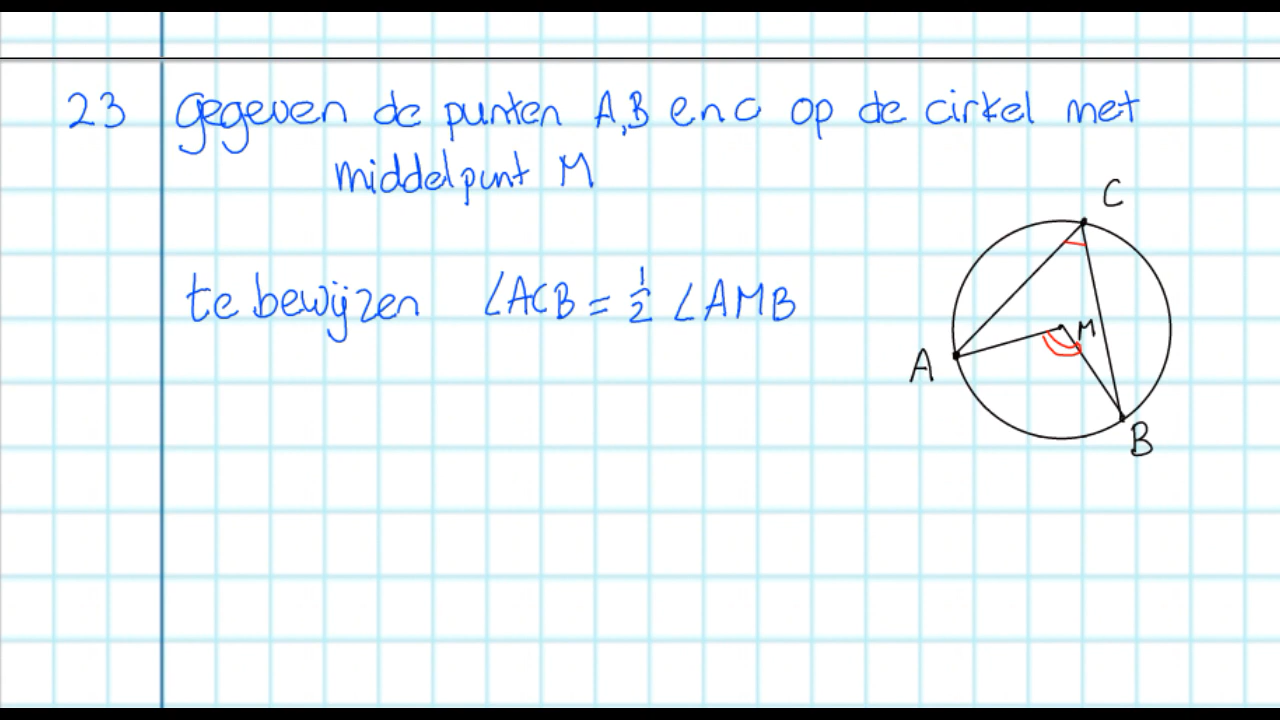 23 gegeven de punten A,B en C op de cirkel met
middelpunt M
te bewijzen ∠ACB = 1/2 ∠AMB
C
M
A
B